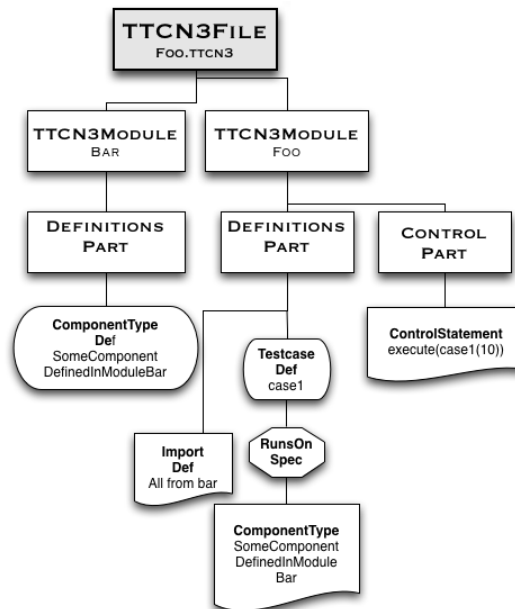 TTCN3File
Foo.ttcn3
TTCN3Module
Bar
TTCN3Module
Foo
Definitions
Part
Definitions
Part
Control
Part
ComponentType
Def
SomeComponent
DefinedInModuleBar
Testcase
Def
case1
ControlStatement
execute(case1(10))
Import
Def
All from bar
RunsOn
Spec
ComponentType
SomeComponent
DefinedInModule
Bar